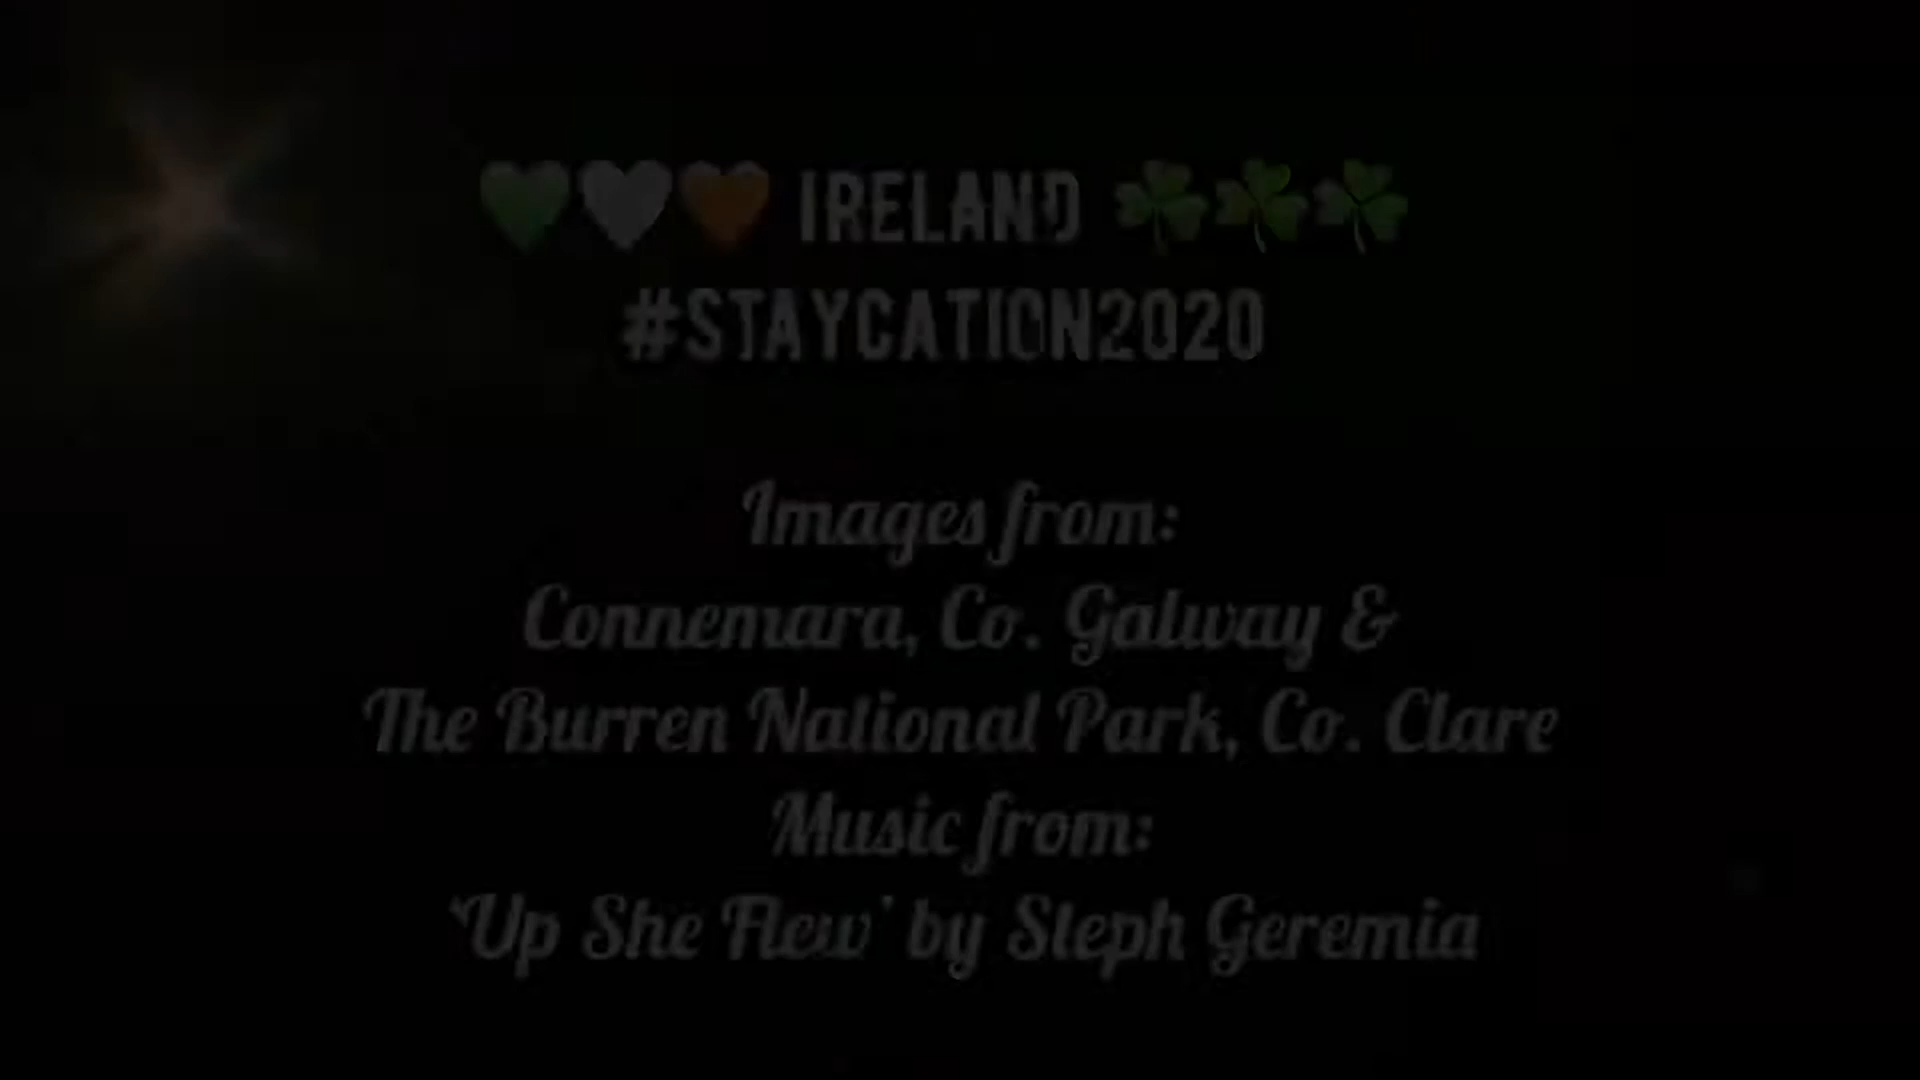 💚🤍🧡 IRELAND ☘☘☘
#STAYCATION2020
Images from:
Connemara, Co. Galway &
The Burren National Park, Co. Clare
Music from:
'Up She Flew' by Steph Geremia